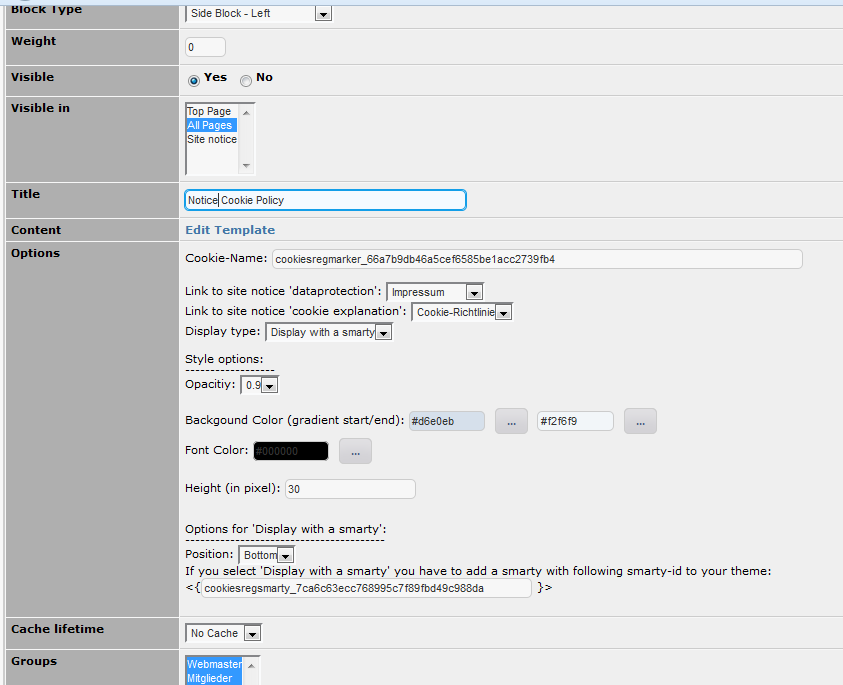 Block Type Side Block - Left
Weight 0
Visible Yes No
Visible in Top Page
All Pages
Site notice
Title Notice Cookie Policy
Content Edit Template
Options Cookie-Name: cookiesregmarker_66a7b9db46a5cef6585be1acc2739fb4
Link to site notice 'dataprotection': Impressum
Link to site notice 'cookie explanation': Cookie-Richtlinie
Display type: Display with a smarty
Style options:
-------------------
Opacitiy: 0.9
Backgound Color (gradient start/end): #d6e0eb ... #f2f6f9 ...
Font Color: #000000 ...
Height (in pixel): 30
Options for 'Display with a smarty':
------------------------------------------
Position: Bottom
If you select 'Display with a smarty' you have to add a smarty with following smarty-id to your theme:
<{ cookiesregsmarty_7ca6c63ecc768995c7f89fbd49c988da }>
Cache lifetime No Cache
Groups Webmaster
Mitglieder